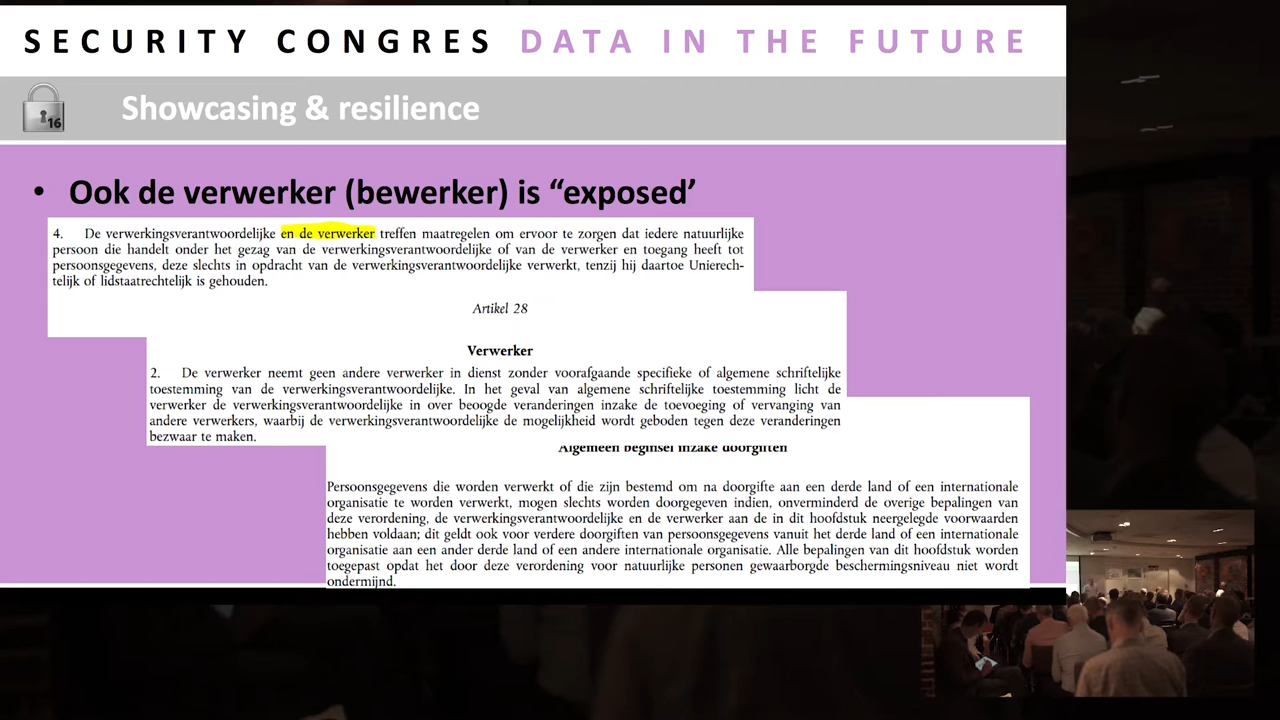 SECURITY CONGRES DATA IN THE FUTURE
16
Showcasing & resilience
• Ook de verwerker (bewerker) is “exposed’
4. De verwerkingsverantwoordelijke en de verwerker treffen maatregelen om ervoor te zorgen dat iedere natuurlijke
persoon die handelt onder het gezag van de verwerkingsverantwoordelijke of van de verwerker en toegang heeft tot
persoonsgegevens, deze slechts in opdracht van de verwerkingsverantwoordelijke verwerkt, tenzij hij daartoe Unierech-
telijk of lidstaatrechtelijk is gehouden.
Artikel 28
Verwerker
2. De verwerker neemt geen andere verwerker in dienst zonder voorafgaande specifieke of algemene schriftelijke
toestemming van de verwerkingsverantwoordelijke. In het geval van algemene schriftelijke toestemming licht de
verwerker de verwerkingsverantwoordelijke in over beoogde veranderingen inzake de toevoeging of vervanging van
andere verwerkers, waarbij de verwerkingsverantwoordelijke de mogelijkheid wordt geboden tegen deze veranderingen
bezwaar te maken.
Algemeen beginsel inzake doorgiften
Persoonsgegevens die worden verwerkt of die zijn bestemd om na doorgifte aan een derde land of een internationale
organisatie te worden verwerkt, mogen slechts worden doorgegeven indien, onverminderd de overige bepalingen van
deze verordening, de verwerkingsverantwoordelijke en de verwerker aan de in dit hoofdstuk neergelegde voorwaarden
hebben voldaan; dit geldt ook voor verdere doorgiften van persoonsgegevens vanuit het derde land of een internationale
organisatie aan een ander derde land of een andere internationale organisatie. Alle bepalingen van dit hoofdstuk worden
toegepast opdat het door deze verordening voor natuurlijke personen gewaarborgde beschermingsniveau niet wordt
ondermijnd.